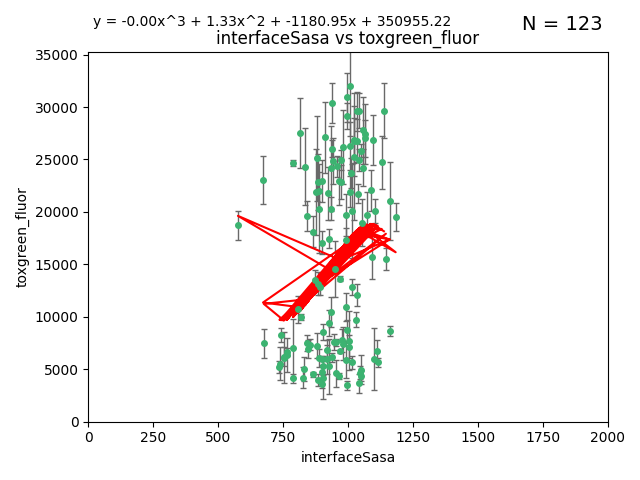 y = -0.00x^3 + 1.33x^2 + -1180.95x + 350955.22
N = 123
interfaceSasa vs toxgreen_fluor
35000
30000
25000
20000
15000
10000
5000
0
toxgreen_fluor
0 250 500 750 1000 1250 1500 1750 2000
interfaceSasa